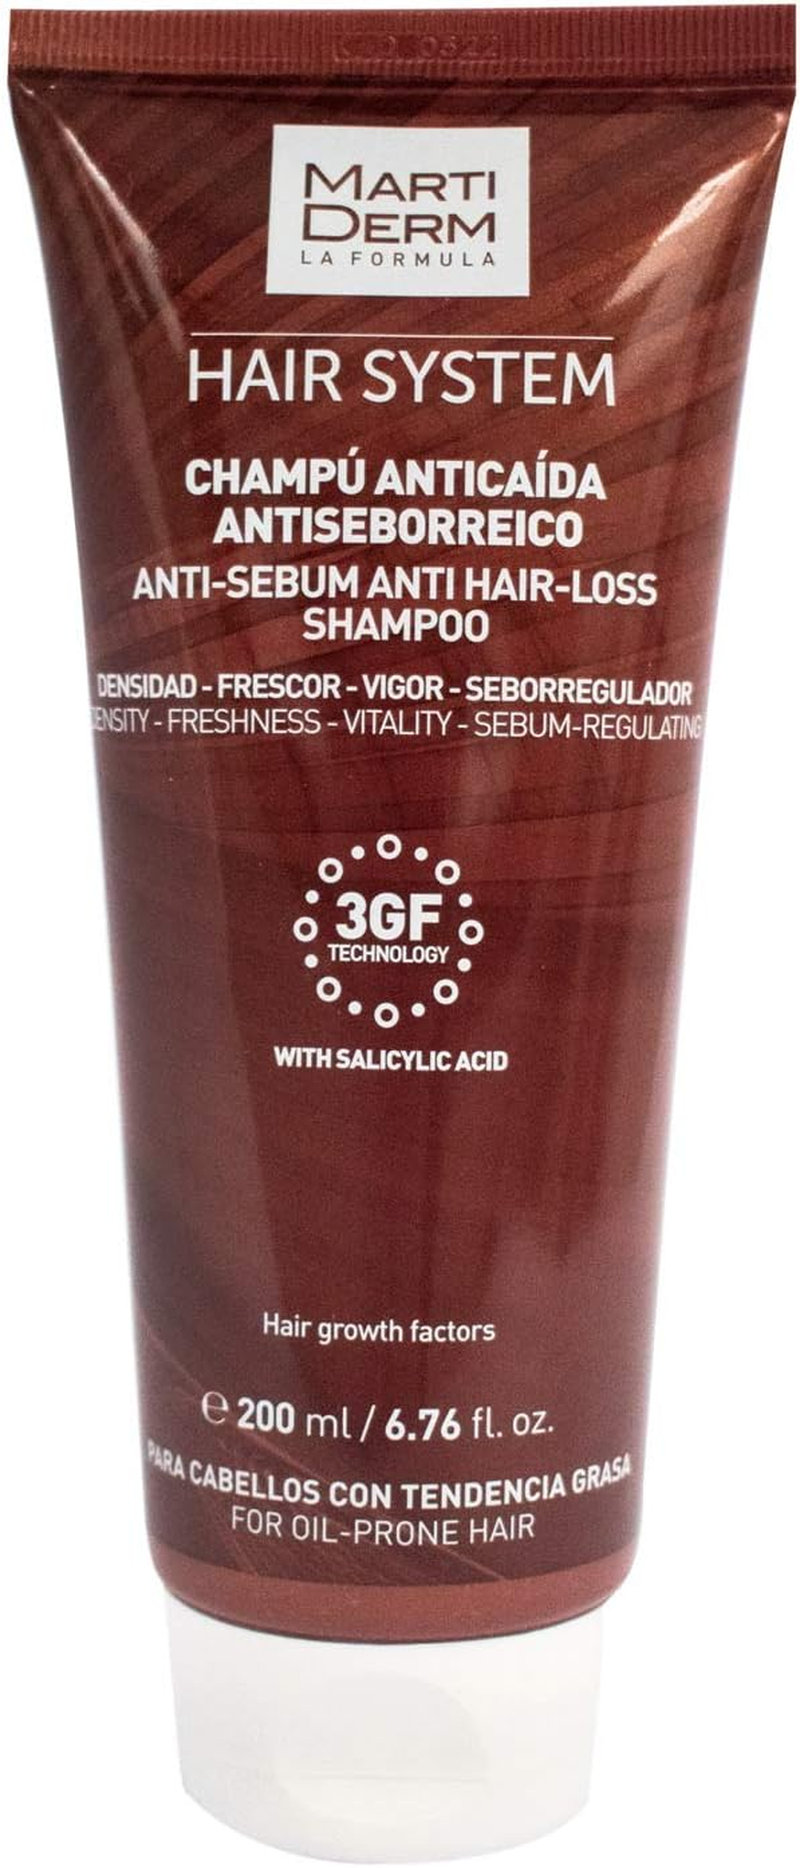 MARTI
DERM
LA FORMULA
HAIR SYSTEM
CHAMPÚ ANTICAÍDA
ANTISEBORREICO
ANTI-SEBUM ANTI HAIR-LOSS
SHAMPOO
DENSIDAD - FRESCOR - VIGOR - SEBORREGULADOR
DENSITY - FRESHNESS - VITALITY - SEBUM-REGULATING
3GF
TECHNOLOGY
WITH SALICYLIC ACID
Hair growth factors
℮ 200 ml / 6.76 fl. oz.
PARA CABELLOS CON TENDENCIA GRASA
FOR OIL-PRONE HAIR